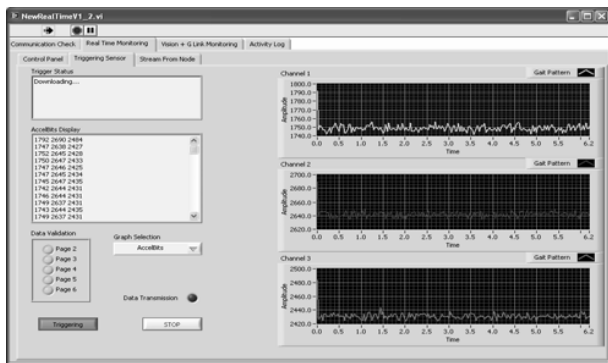 NewRealTimeV1_2.vi
Communication Check Real Time Monitoring Vision + G Link Monitoring Activity Log
Control Panel Triggering Sensor Stream From Node
Trigger Status
Downloading....
AccelBits Display
1792 2690 2484
1747 2638 2427
1752 2645 2428
1750 2647 2433
1747 2646 2425
1747 2645 2434
1745 2647 2435
1742 2644 2431
1746 2644 2431
1749 2637 2431
1743 2644 2435
1749 2637 2431
Data Validation
Page 2
Page 3
Page 4
Page 5
Page 6
Graph Selection
AccelBits
Data Transmission
Triggering
STOP
Channel 1
Gait Pattern
Amplitude
1800.0
1790.0
1780.0
1770.0
1760.0
1750.0
1740.0
0.0 0.5 1.0 1.5 2.0 2.5 3.0 3.5 4.0 4.5 5.0 5.5 6.2
Time
Channel 2
Gait Pattern
Amplitude
2700.0
2680.0
2660.0
2640.0
2620.0
0.0 0.5 1.0 1.5 2.0 2.5 3.0 3.5 4.0 4.5 5.0 5.5 6.2
Time
Channel 3
Gait Pattern
Amplitude
2500.0
2480.0
2460.0
2440.0
2420.0
0.0 0.5 1.0 1.5 2.0 2.5 3.0 3.5 4.0 4.5 5.0 5.5 6.2
Time